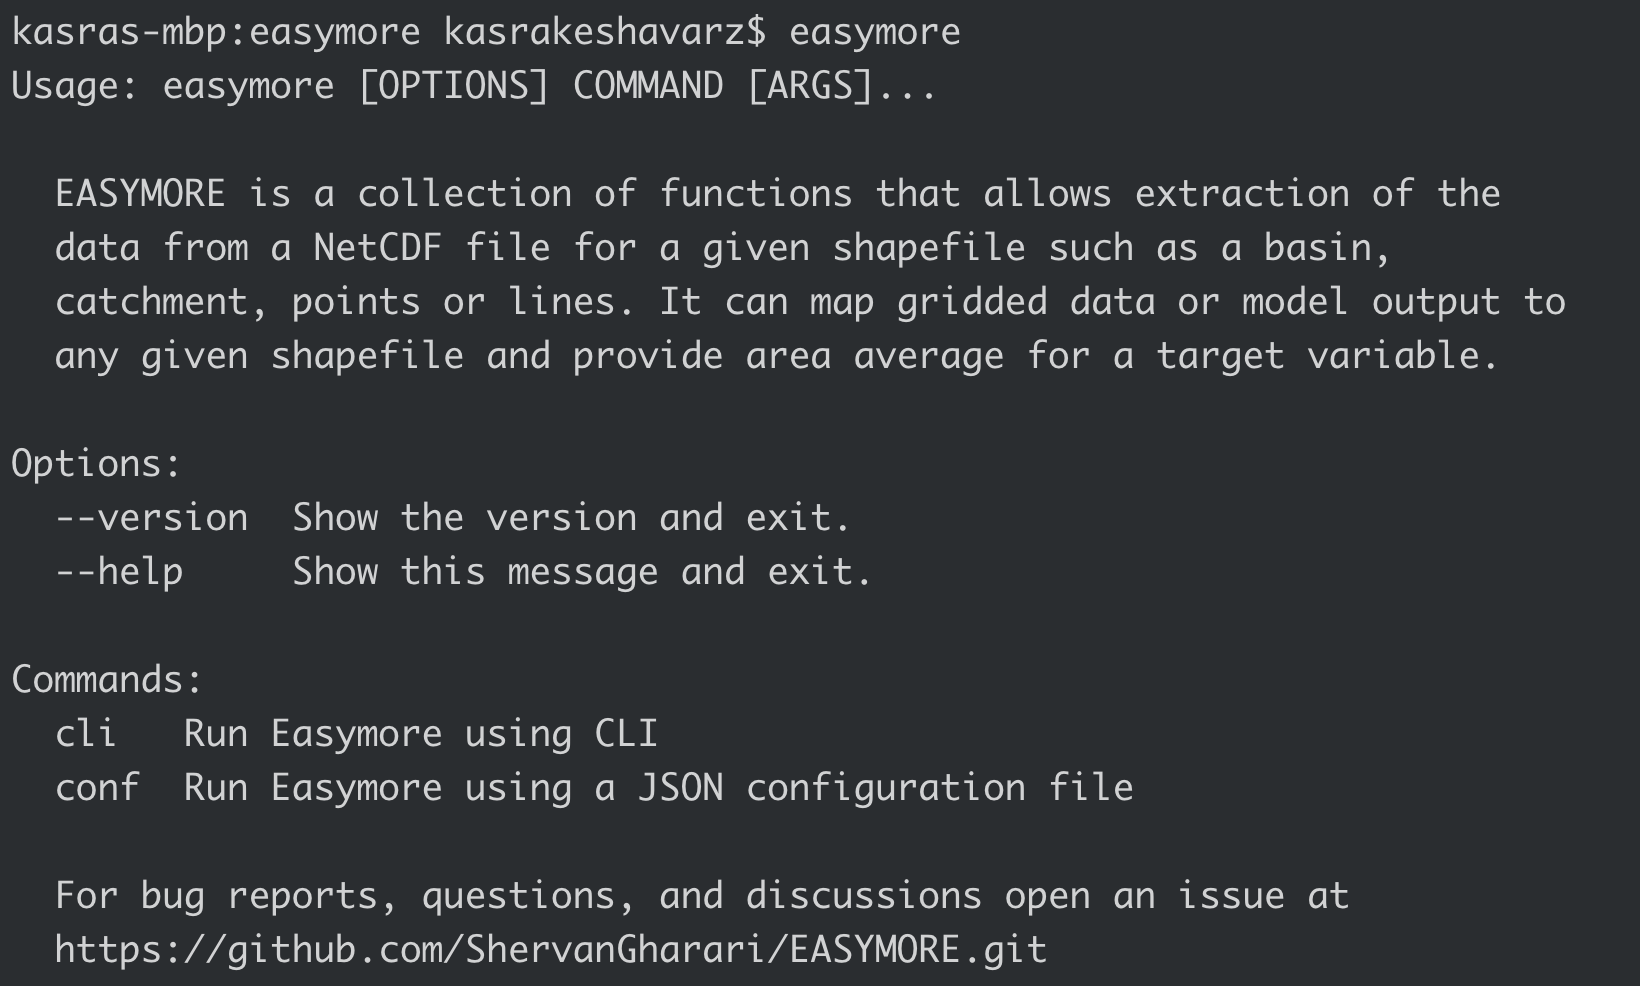 kasras-mbp:easymore kasrakeshavarz$ easymore
Usage: easymore [OPTIONS] COMMAND [ARGS]...
EASYMORE is a collection of functions that allows extraction of the
data from a NetCDF file for a given shapefile such as a basin,
catchment, points or lines. It can map gridded data or model output to
any given shapefile and provide area average for a target variable.
Options:
--version  Show the version and exit.
--help     Show this message and exit.
Commands:
cli   Run Easymore using CLI
conf  Run Easymore using a JSON configuration file
For bug reports, questions, and discussions open an issue at
https://github.com/ShervanGharari/EASYMORE.git